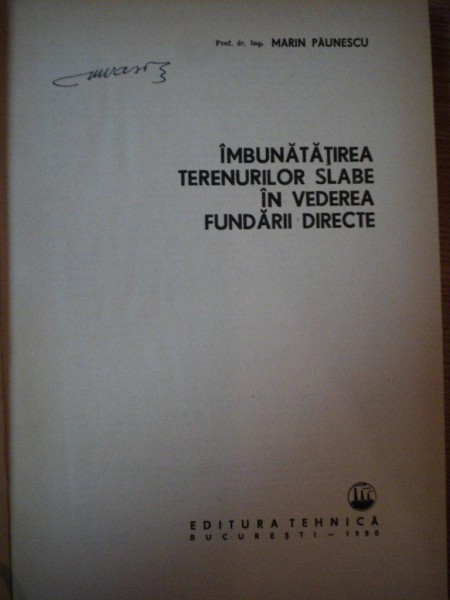 Prof. dr. Ing. MARIN PĂUNESCU
ÎMBUNĂTĂŢIREA
TERENURILOR SLABE
ÎN VEDEREA
FUNDĂRII DIRECTE
EDITURA TEHNICĂ
BUCUREŞTI – 1980